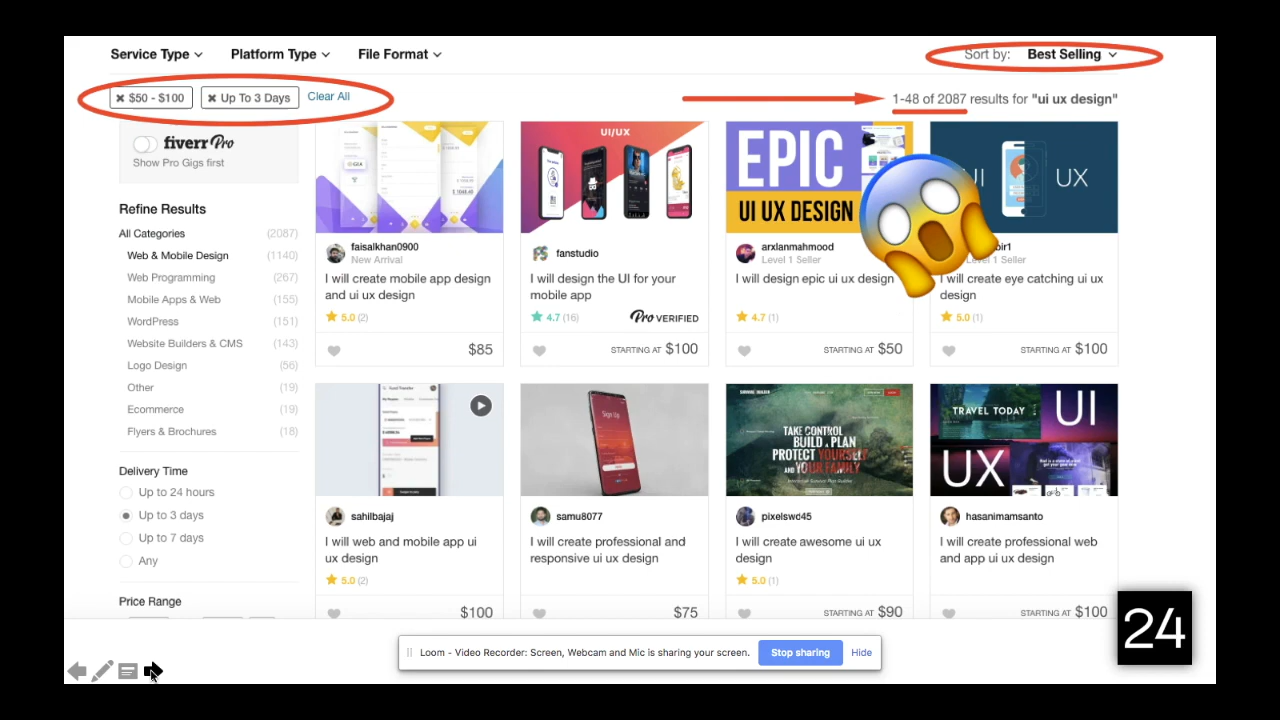 Service Type Platform Type File Format Sort by: Best Selling
✖ $50 - $100 ✖ Up To 3 Days Clear All 1-48 of 2087 results for "ui ux design"
fiverr Pro
Show Pro Gigs first
Refine Results
All Categories (2087)
Web & Mobile Design (1140)
Web Programming (267)
Mobile Apps & Web (155)
WordPress (151)
Website Builders & CMS (143)
Logo Design (56)
Other (19)
Ecommerce (19)
Flyers & Brochures (18)
Delivery Time
Up to 24 hours
Up to 3 days
Up to 7 days
Any
Price Range
faisalkhan0900
New Arrival
I will create mobile app design
and ui ux design
5.0 (2)
$85
UI/UX
fanstudio
I will design the UI for your
mobile app
4.7 (16) Pro VERIFIED
STARTING AT $100
EPIC
UI UX DESIGN
arxlanmahmood
Level 1 Seller
I will design epic ui ux design
4.7 (1)
STARTING AT $50
UX
Level 1 Seller
I will create eye catching ui ux
design
5.0 (1)
STARTING AT $100
sahilbajaj
I will web and mobile app ui
ux design
5.0 (2)
$100
Sign Up
samu8077
I will create professional and
responsive ui ux design
$75
TAKE CONTROL
BUILD A PLAN
PROTECT YOURSELF
AND YOUR FAMILY
pixelswd45
I will create awesome ui ux
design
5.0 (1)
STARTING AT $90
TRAVEL TODAY UI
UX
hasanimamsanto
I will create professional web
and app ui ux design
STARTING AT $100
24
Loom - Video Recorder: Screen, Webcam and Mic is sharing your screen. Stop sharing Hide